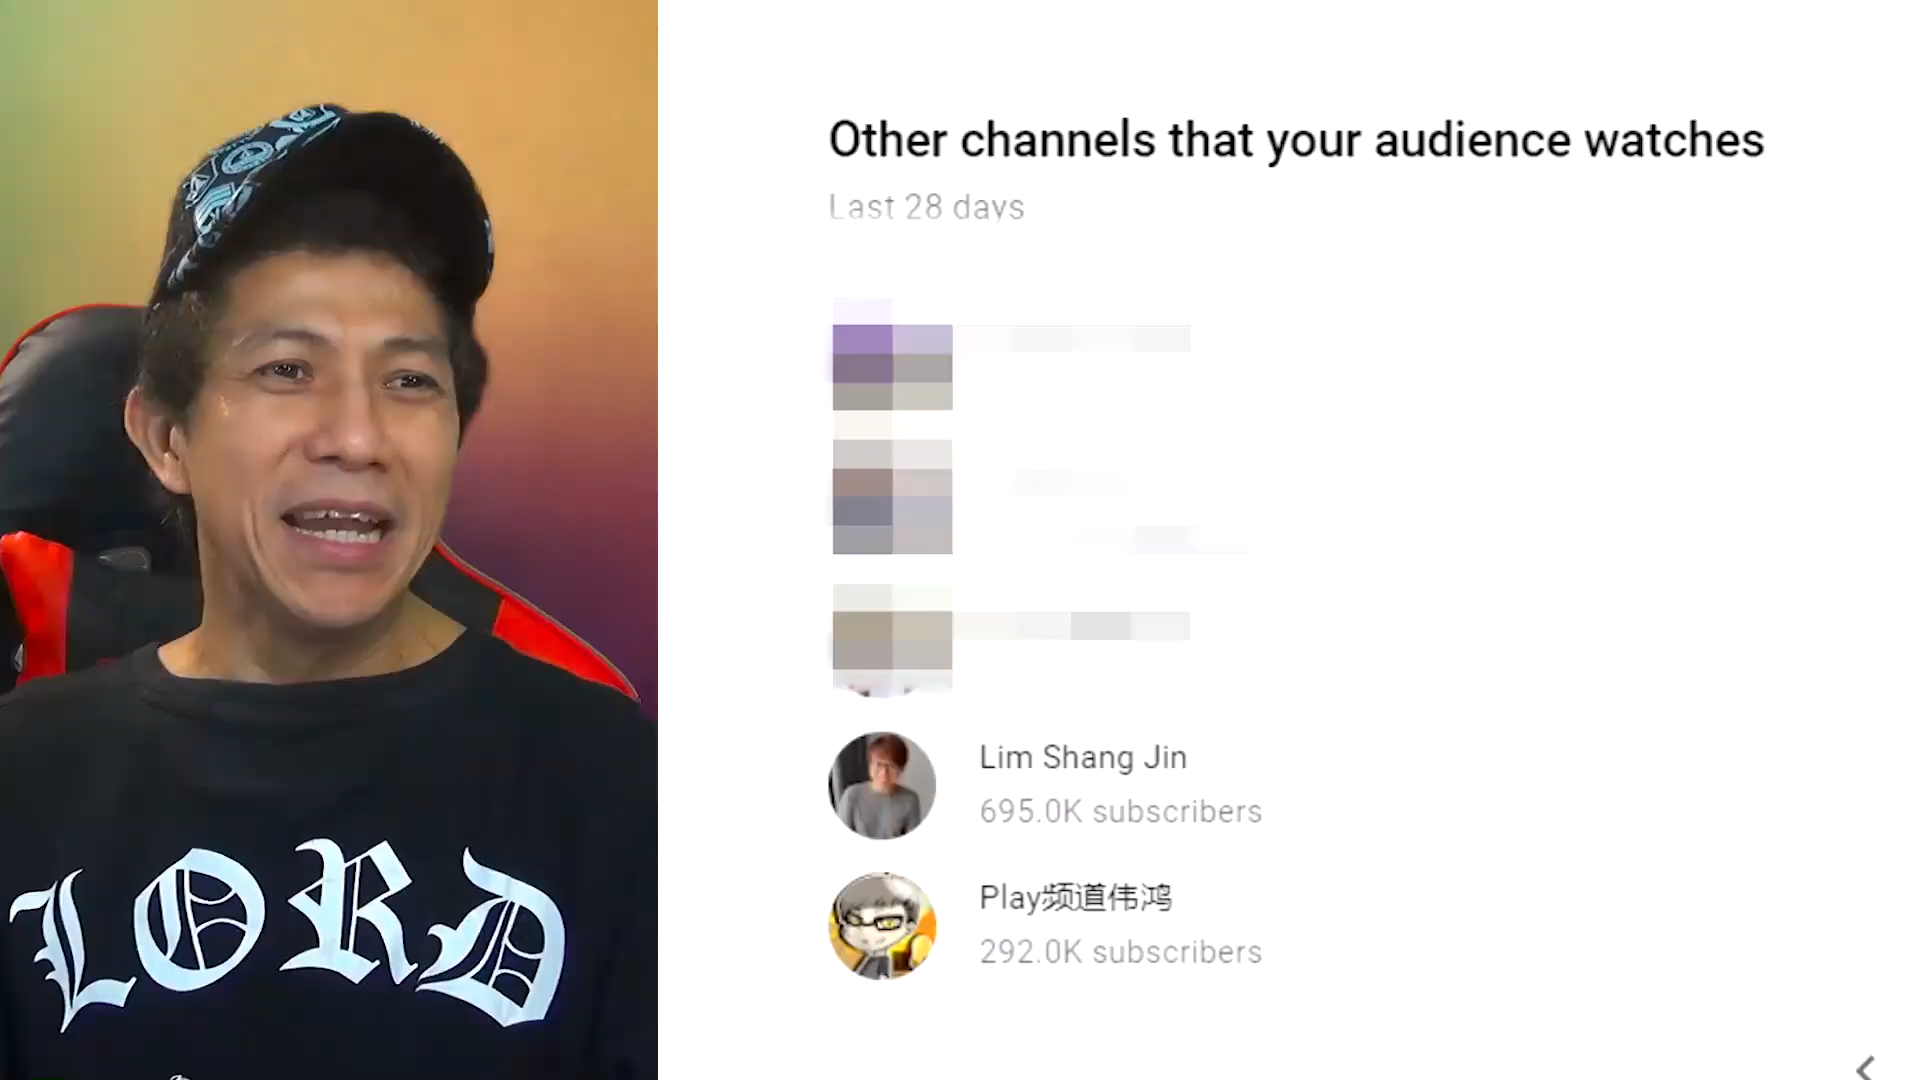 Other channels that your audience watches
Last 28 days
Lim Shang Jin
695.0K subscribers
Play频道伟鸿
292.0K subscribers
LORD